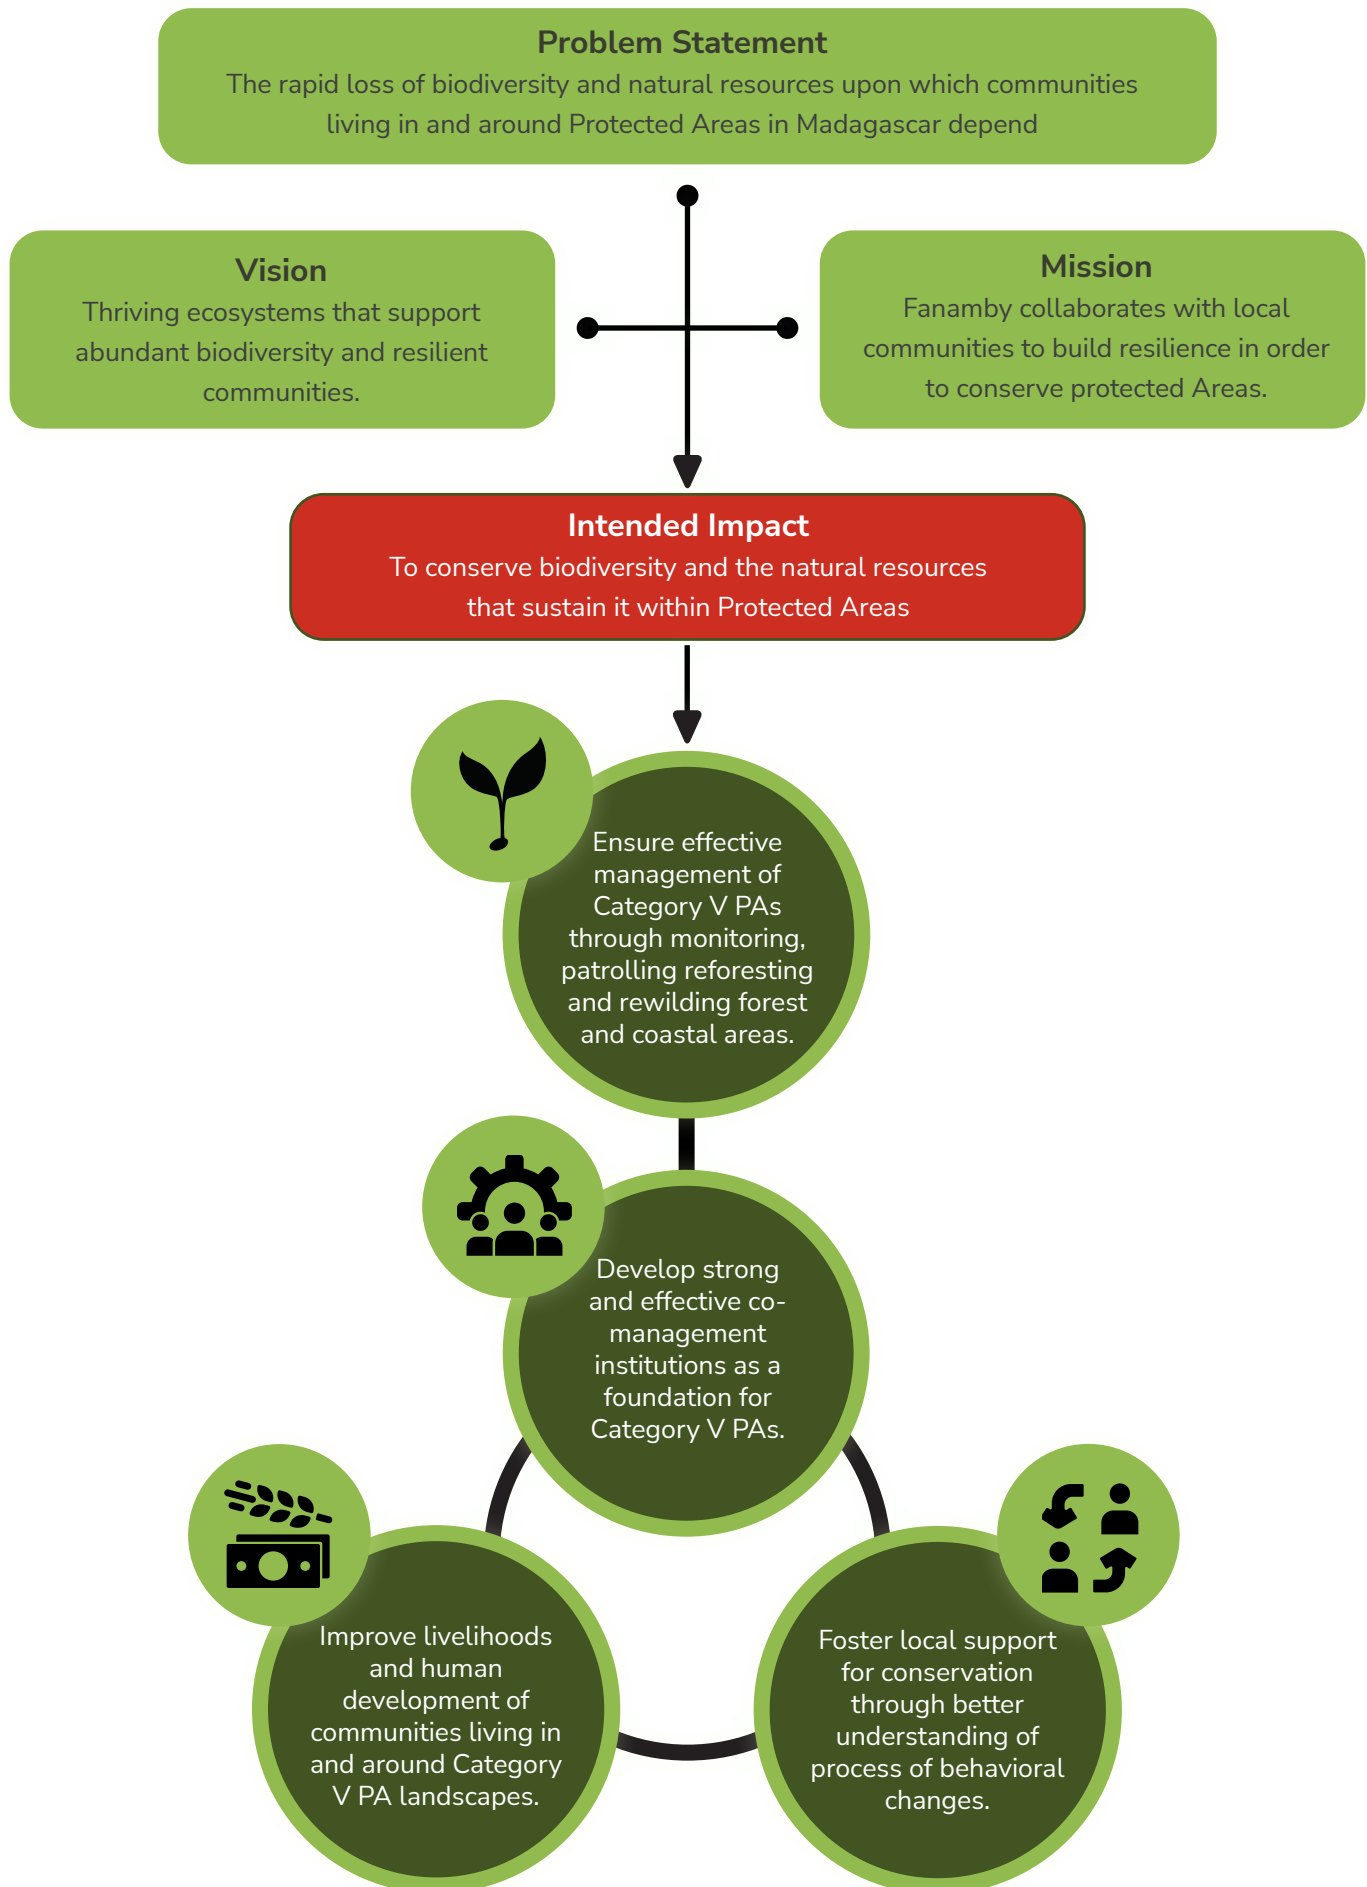 Problem Statement
The rapid loss of biodiversity and natural resources upon which communities
living in and around Protected Areas in Madagascar depend
Vision
Thriving ecosystems that support
abundant biodiversity and resilient
communities.
Mission
Fanamby collaborates with local
communities to build resilience in order
to conserve protected Areas.
Intended Impact
To conserve biodiversity and the natural resources
that sustain it within Protected Areas
Ensure effective
management of
Category V PAs
through monitoring,
patrolling reforesting
and rewilding forest
and coastal areas.
Develop strong
and effective co-
management
institutions as a
foundation for
Category V PAs.
Improve livelihoods
and human
development of
communities living in
and around Category
V PA landscapes.
Foster local support
for conservation
through better
understanding of
process of behavioral
changes.